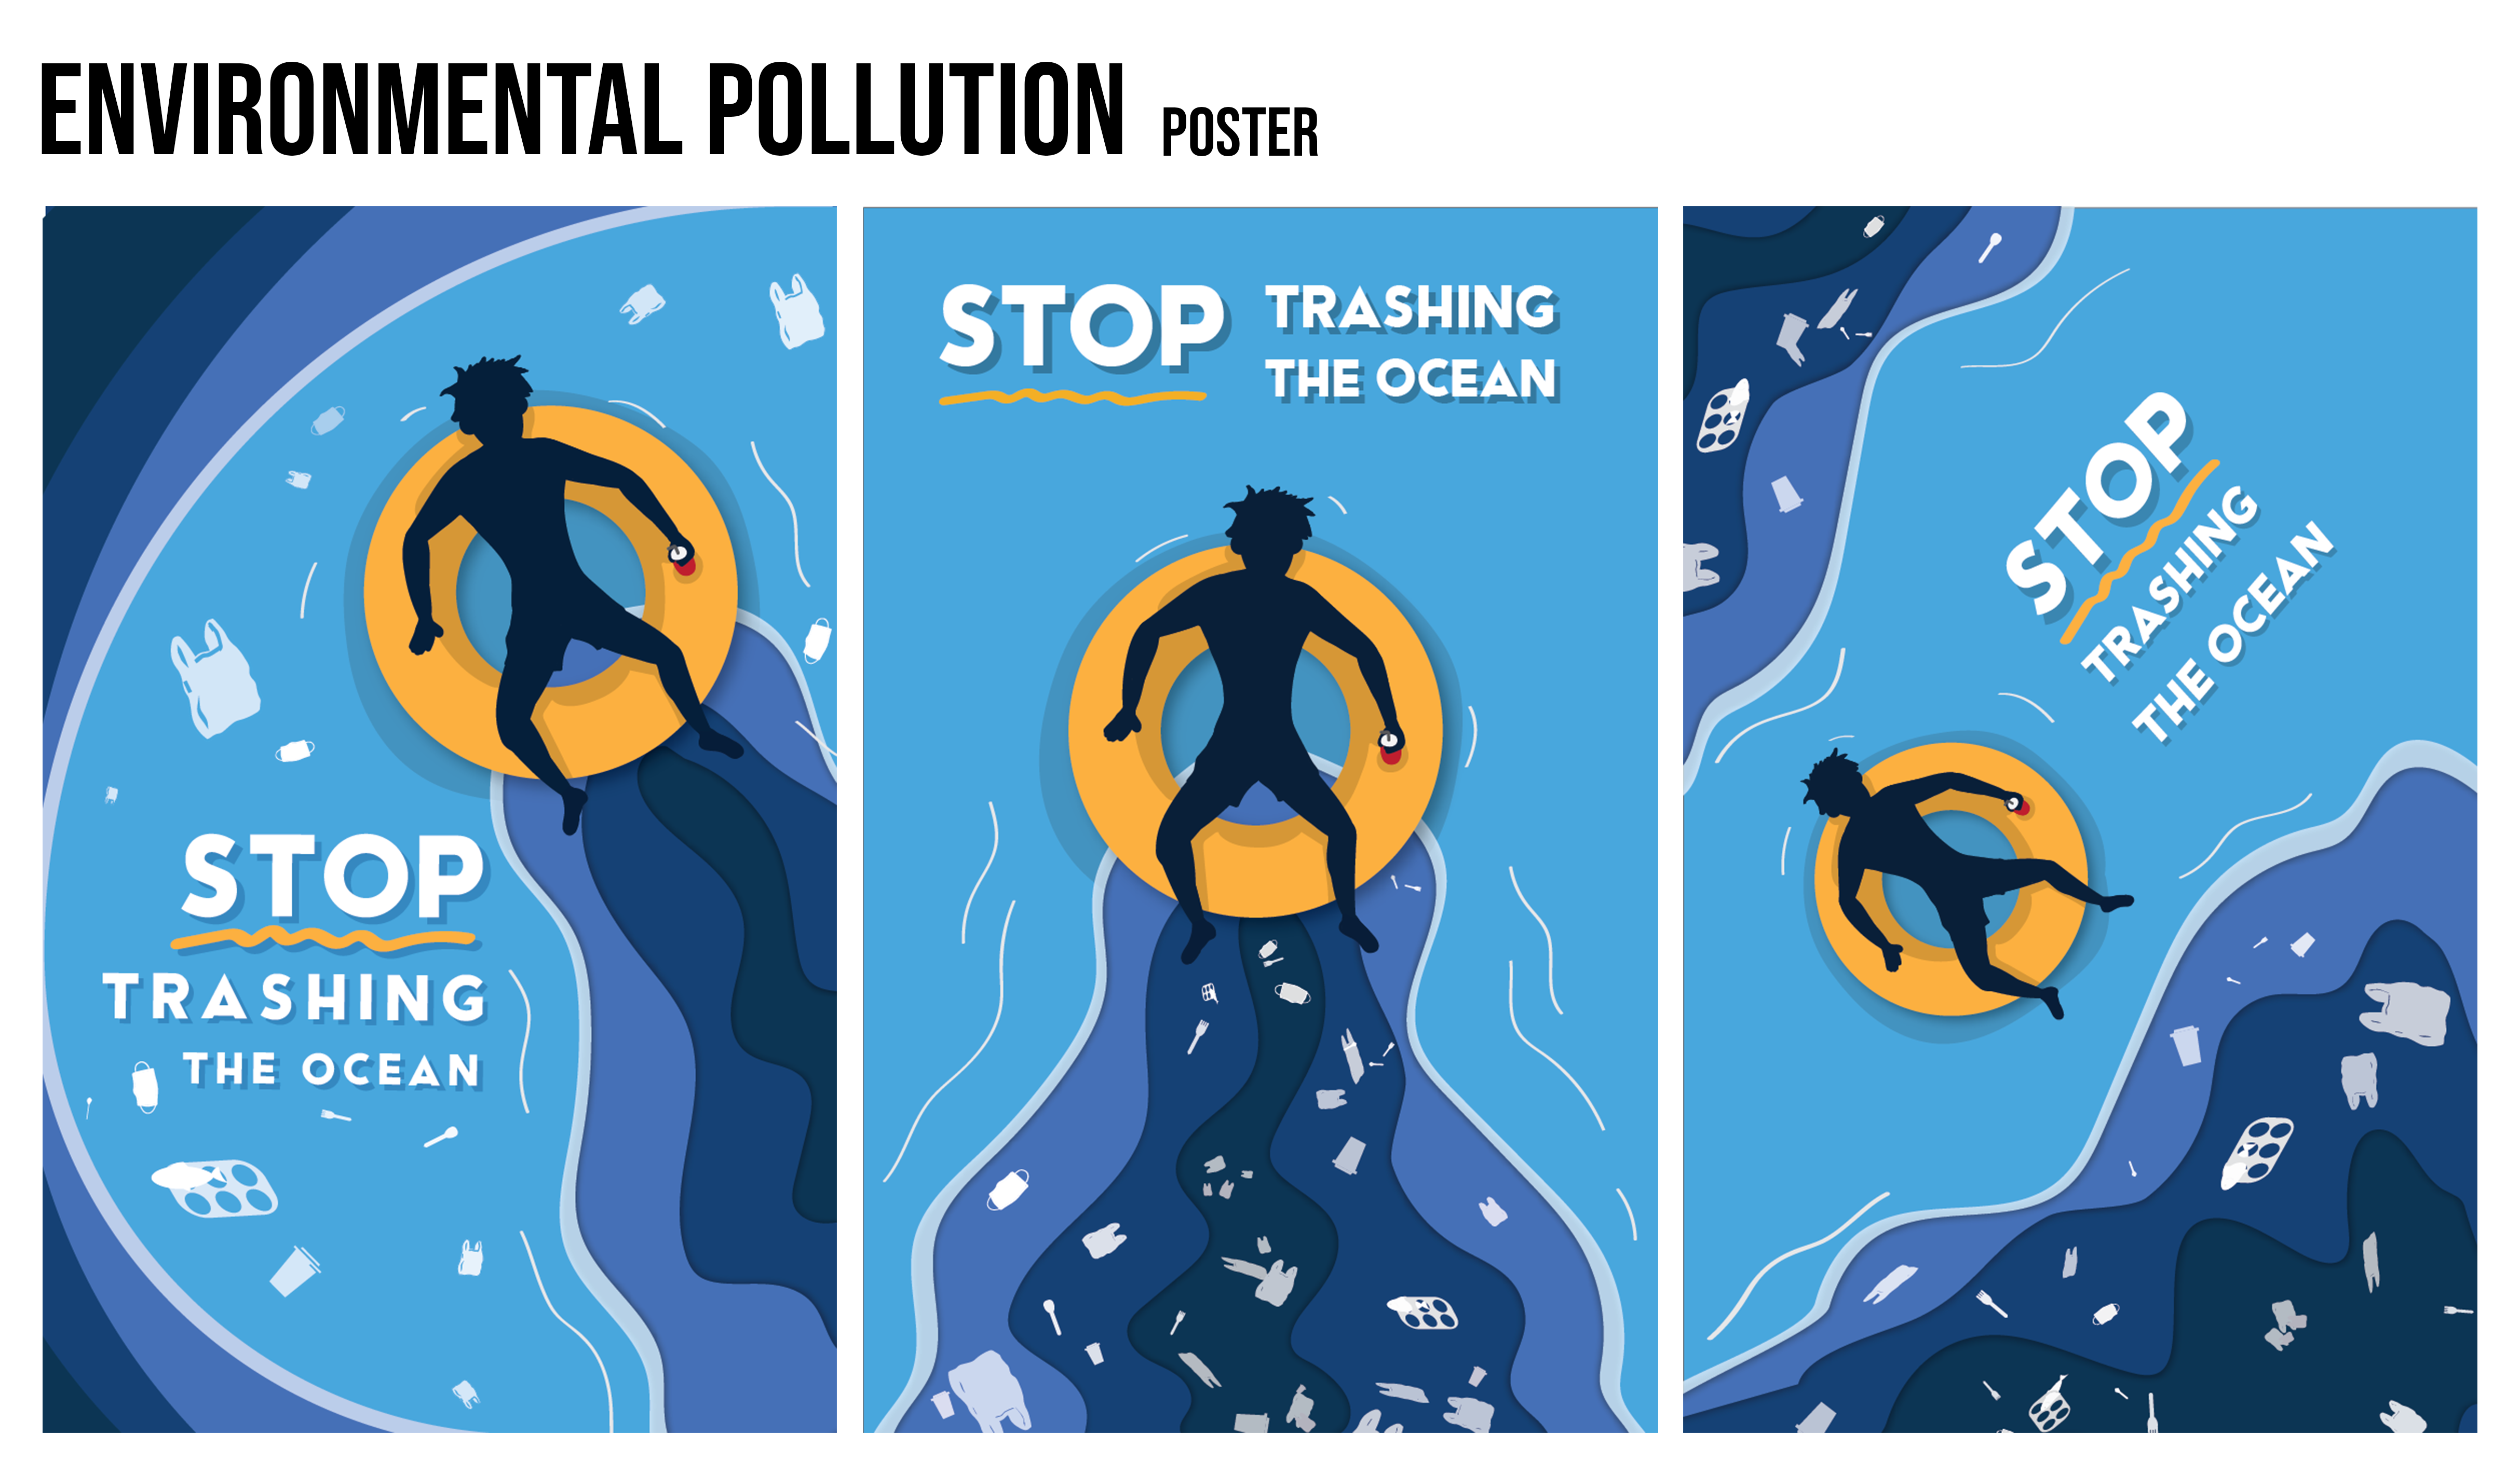 ENVIRONMENTAL POLLUTION POSTER
STOP
TRASHING
THE OCEAN
STOP
TRASHING
THE OCEAN
STOP
TRASHING
THE OCEAN